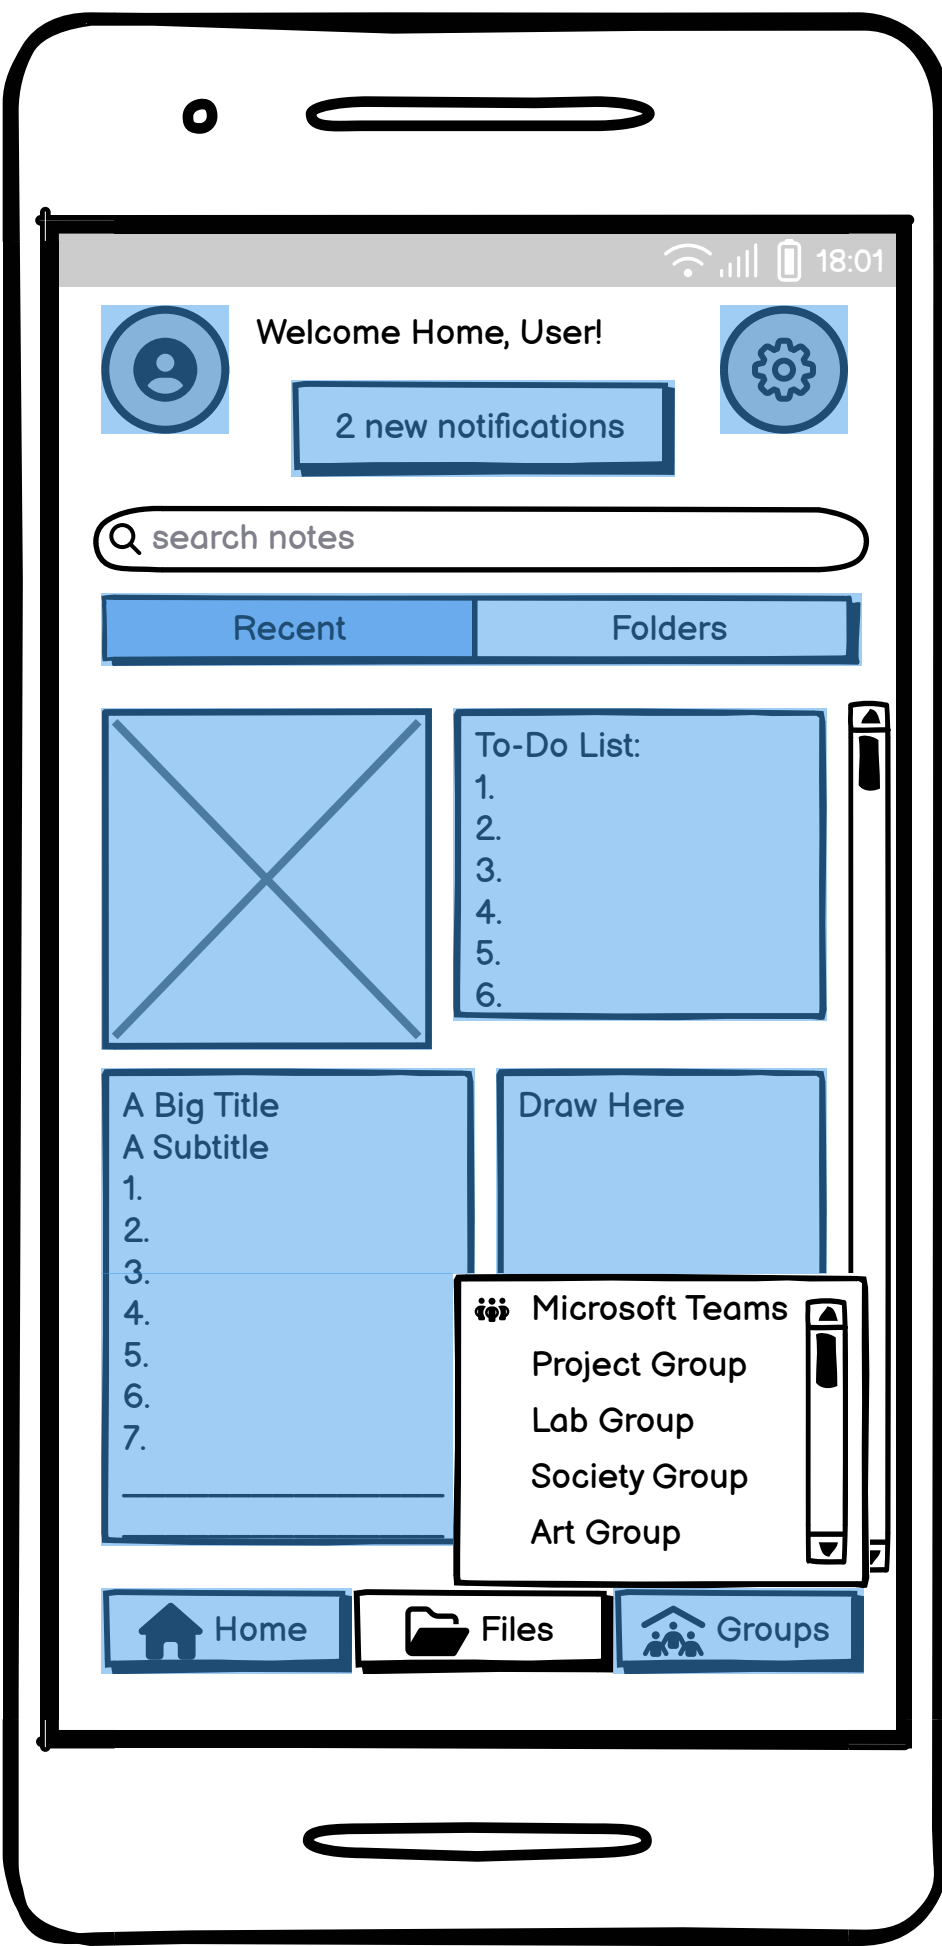 18:01
Welcome Home, User!
2 new notifications
search notes
Recent Folders
To-Do List:
1.
2.
3.
4.
5.
6.
A Big Title
A Subtitle
1.
2.
3.
4.
5.
6.
7.
Draw Here
Microsoft Teams
Project Group
Lab Group
Society Group
Art Group
Home Files Groups